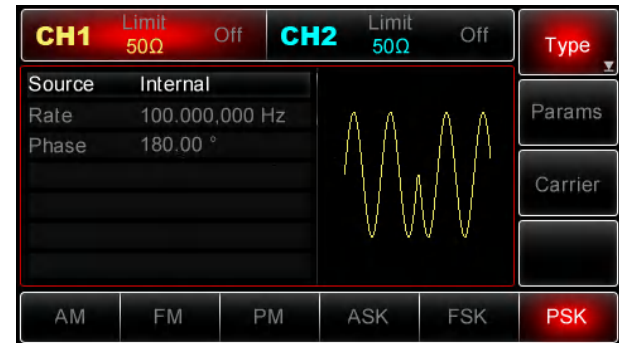 CH1 Limit 50Ω Off CH2 Limit 50Ω Off Type
Source Internal
Rate 100.000,000 Hz
Phase 180.00 °
Params
Carrier
AM FM PM ASK FSK PSK